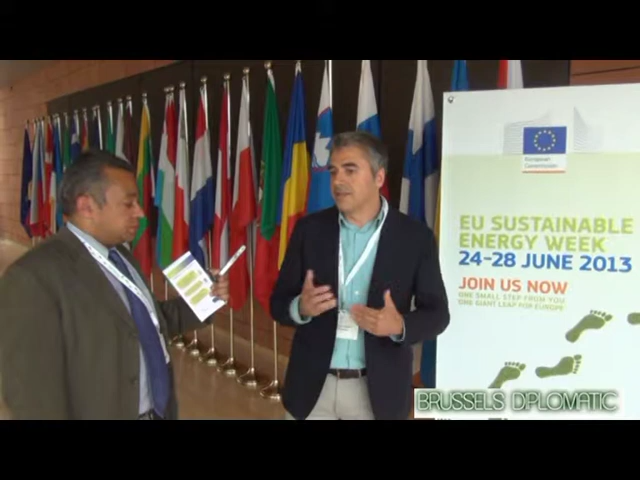 European
Commission
EU SUSTAINABLE
ENERGY WEEK
24-28 JUNE 2013
JOIN US NOW
ONE SMALL STEP FROM YOU,
ONE GIANT LEAP FOR EUROPE!
BRUSSELS DPLOMATIC